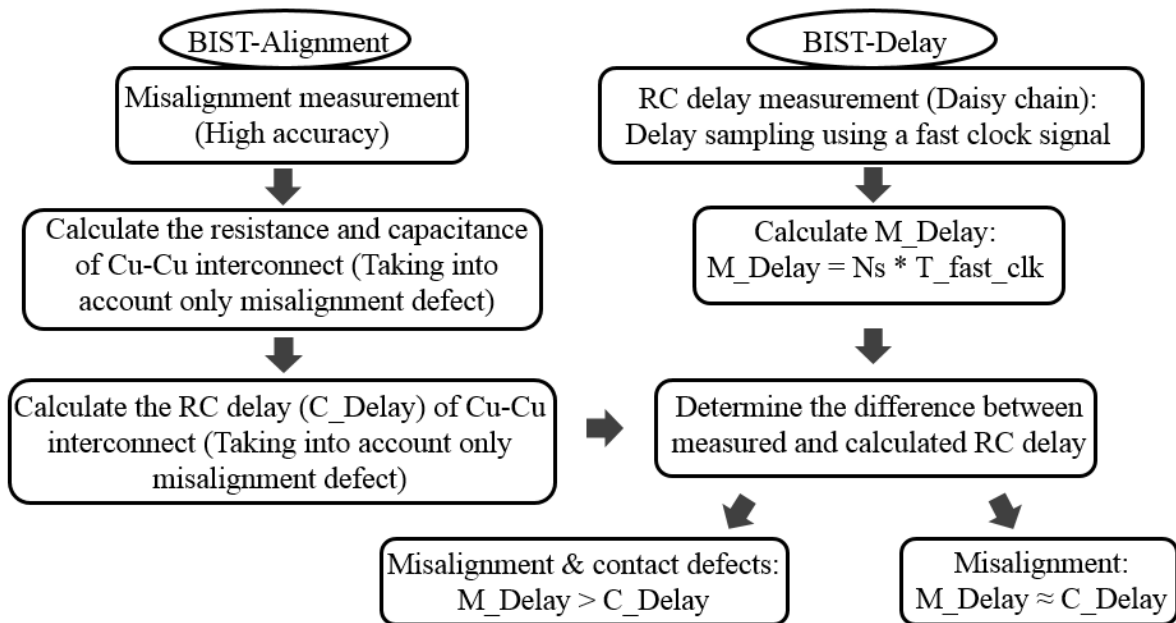 BIST-Alignment
Misalignment measurement
(High accuracy)
Calculate the resistance and capacitance
of Cu-Cu interconnect (Taking into
account only misalignment defect)
Calculate the RC delay (C_Delay) of Cu-Cu
interconnect (Taking into account only
misalignment defect)
BIST-Delay
RC delay measurement (Daisy chain):
Delay sampling using a fast clock signal
Calculate M_Delay:
M_Delay = Ns * T_fast_clk
Determine the difference between
measured and calculated RC delay
Misalignment & contact defects:
M_Delay > C_Delay
Misalignment:
M_Delay ≈ C_Delay